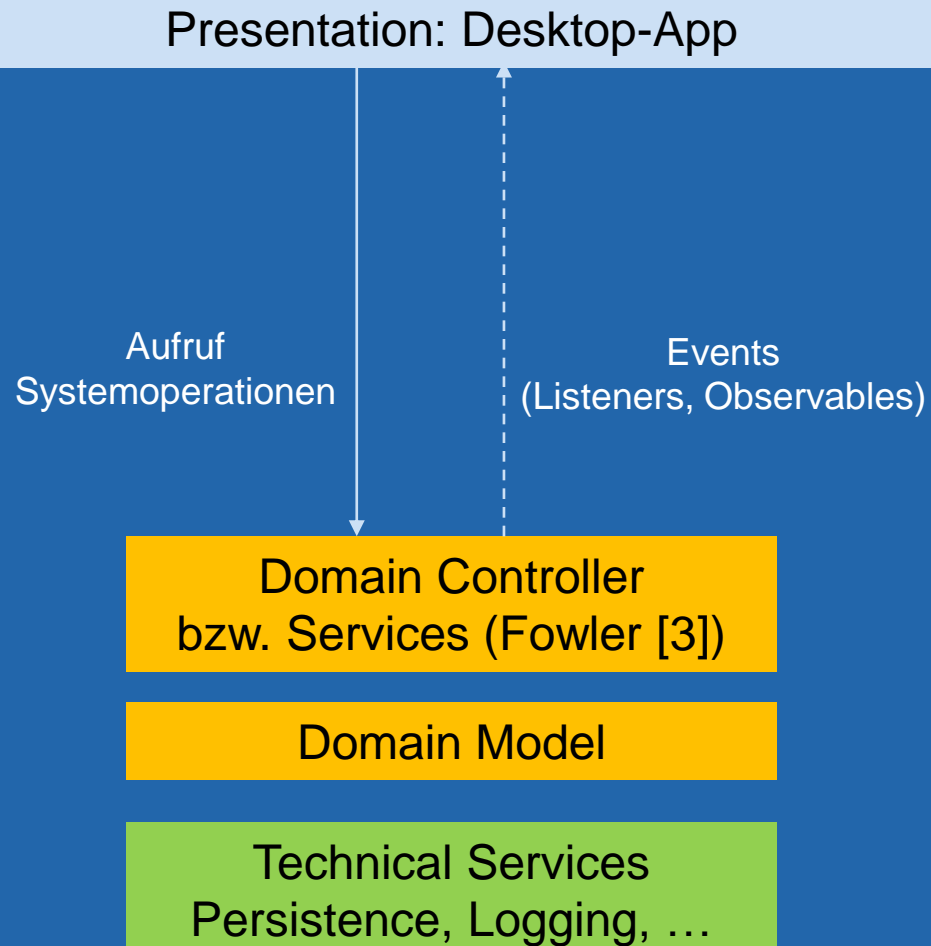 Presentation: Desktop-App
Aufruf
Systemoperationen
Events
(Listeners, Observables)
Domain Controller
bzw. Services (Fowler [3])
Domain Model
Technical Services
Persistence, Logging, …